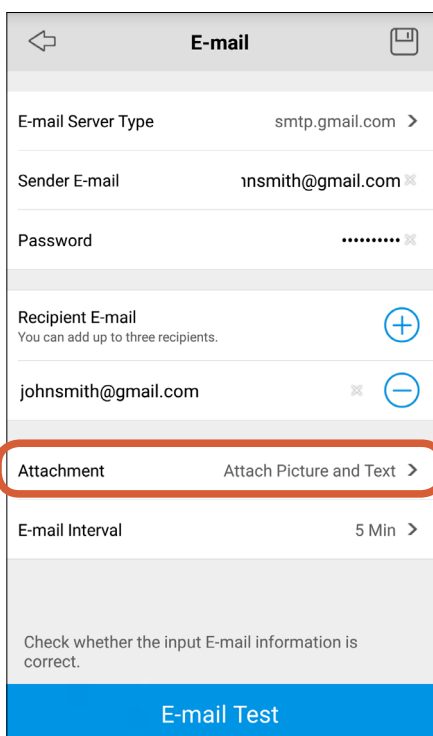 E-mail
E-mail Server Type smtp.gmail.com
Sender E-mail nsmith@gmail.com
Password ••••••••••
Recipient E-mail
You can add up to three recipients.
johnsmith@gmail.com
Attachment Attach Picture and Text
E-mail Interval 5 Min
Check whether the input E-mail information is
correct.
E-mail Test